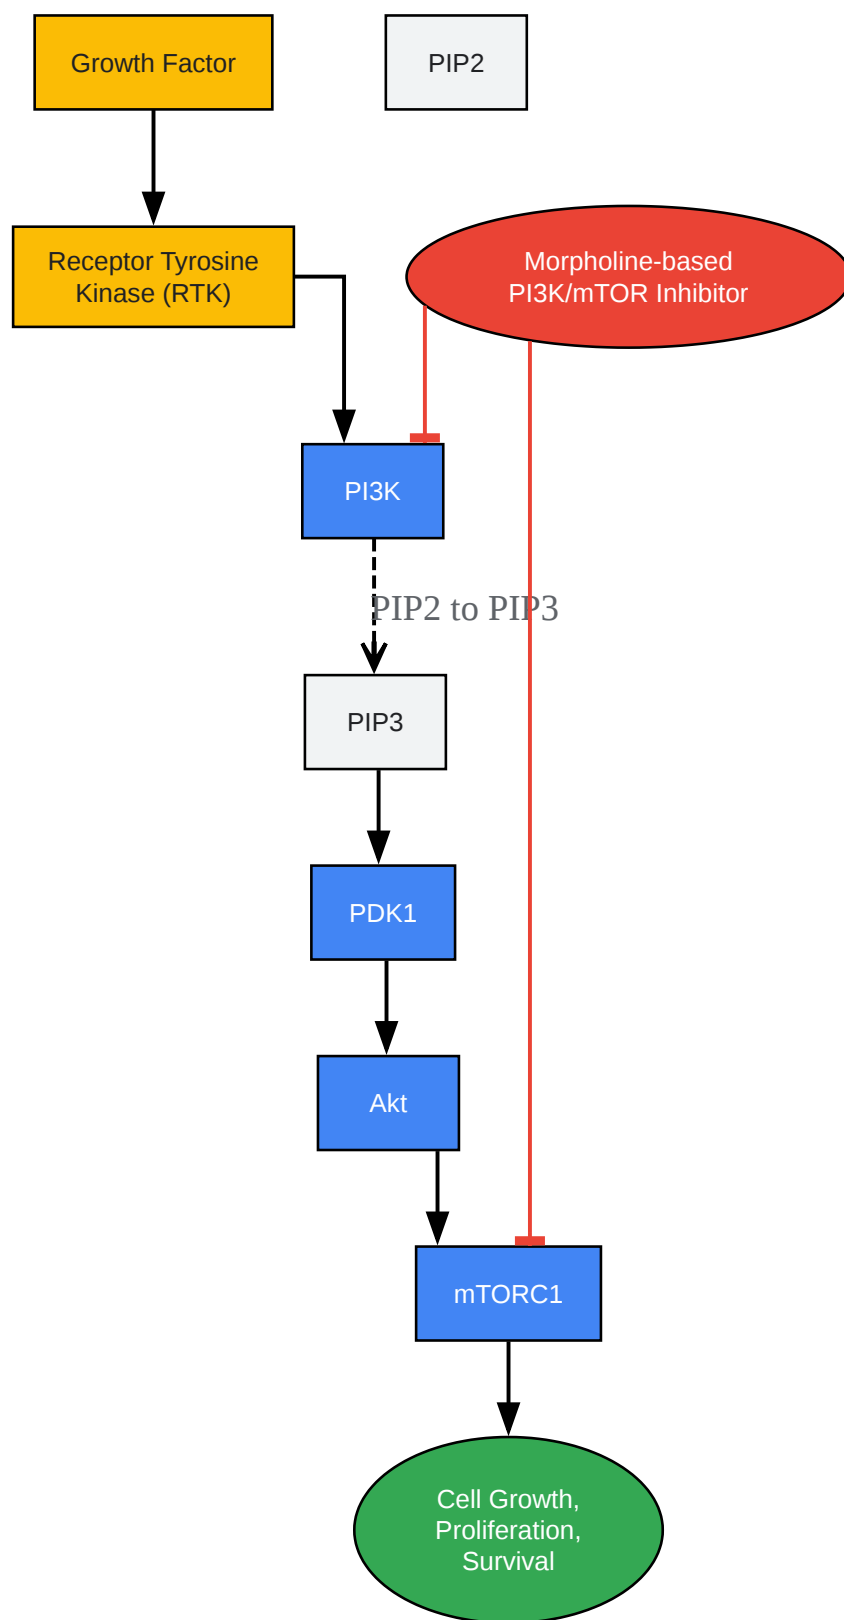 Growth Factor
PIP2
Receptor Tyrosine
Kinase (RTK)
Morpholine-based
PI3K/mTOR Inhibitor
PI3K
PIP2 to PIP3
PIP3
PDK1
Akt
mTORC1
Cell Growth,
Proliferation,
Survival